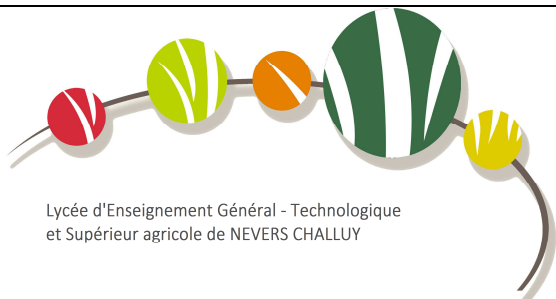 Lycée d'Enseignement Général - Technologique
et Supérieur agricole de NEVERS CHALLUY